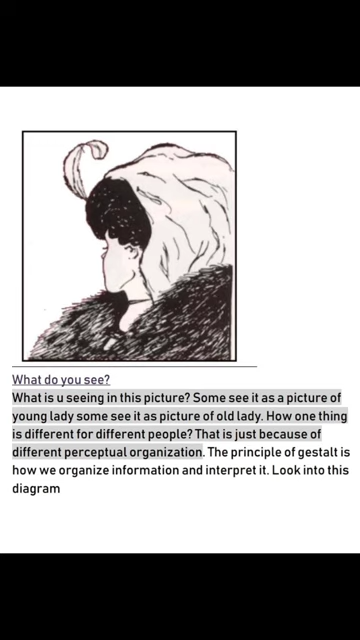 What do you see?
What is u seeing in this picture? Some see it as a picture of
young lady some see it as picture of old lady. How one thing
is different for different people? That is just because of
different perceptual organization. The principle of gestalt is
how we organize information and interpret it. Look into this
diagram